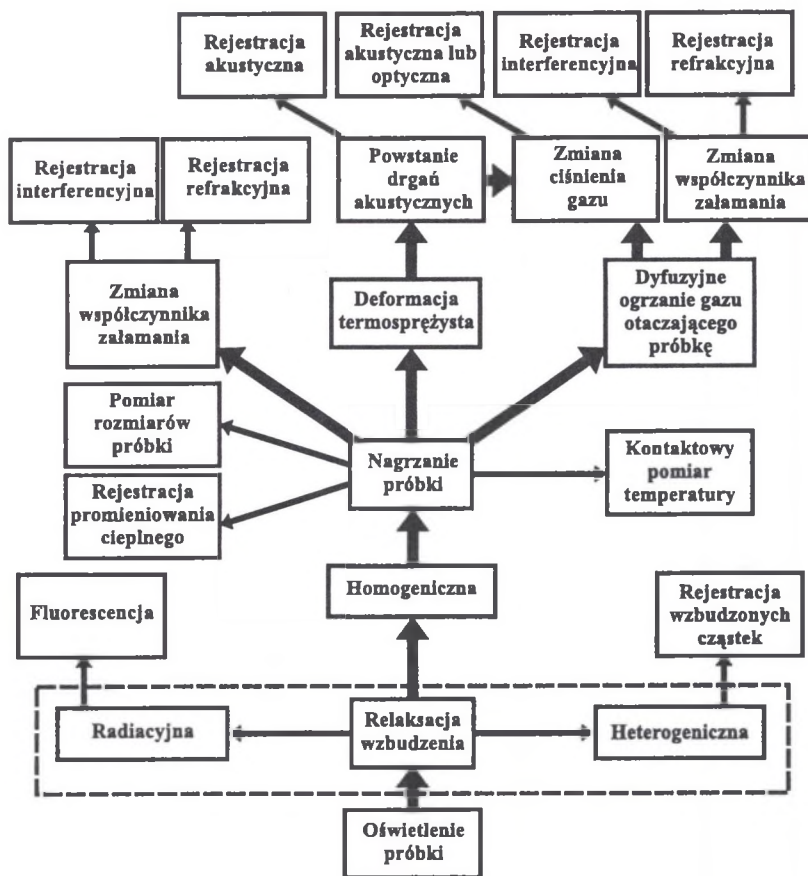 Rejestracja
akustyczna
Rejestracja
akustyczna lub
optyczna
Rejestracja
interferencyjna
Rejestracja
refrakcyjna
Rejestracja
interferencyjna
Rejestracja
refrakcyjna
Powstanie
drgań
akustycznych
Zmiana
ciśnienia
gazu
Zmiana
współczynnika
załamania
Zmiana
współczynnika
załamania
Deformacja
termosprężysta
Dyfuzyjne
ogrzanie gazu
otaczającego
próbkę
Pomiar
rozmiarów
próbki
Nagrzanie
próbki
Kontaktowy
pomiar
temperatury
Rejestracja
promieniowania
cieplnego
Homogeniczna
Fluorescencja
Rejestracja
wzbudzonych
cząstek
Radiacyjna
Relaksacja
wzbudzenia
Heterogeniczna
Oświetlenie
próbki